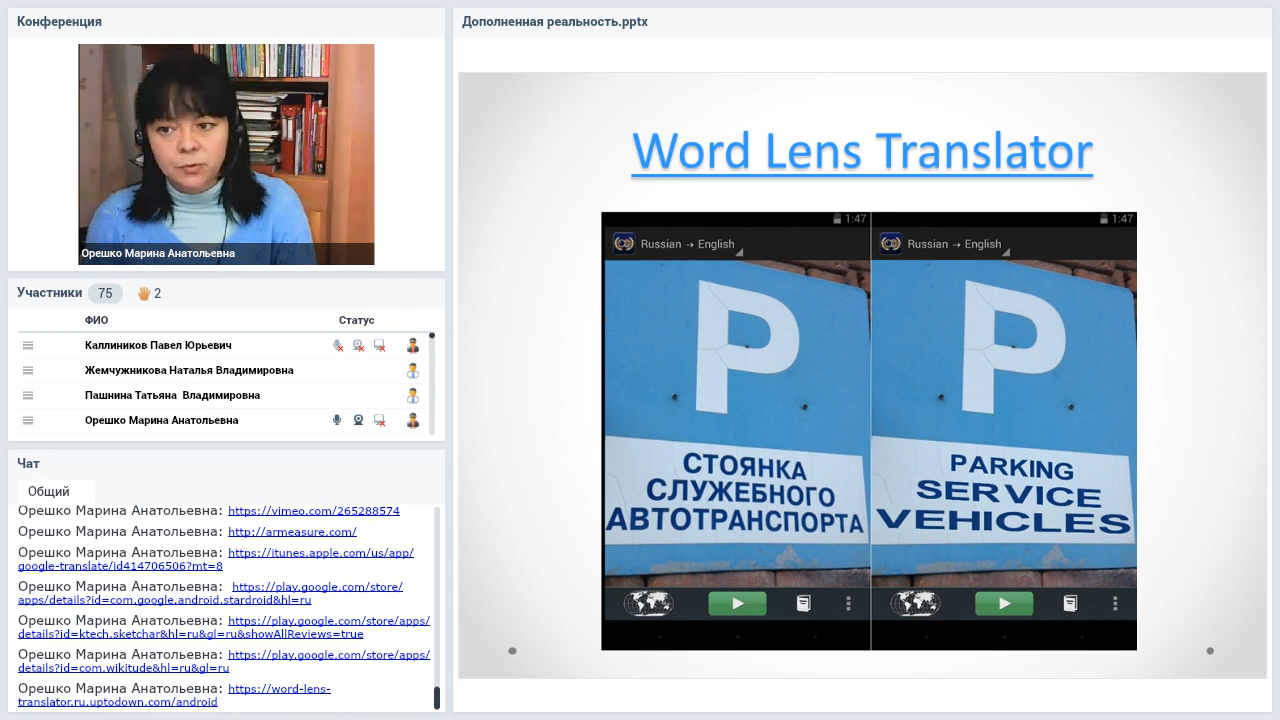 Конференция
Орешко Марина Анатольевна
Участники 75 2
ФИО Статус
Каллиников Павел Юрьевич
Жемчужникова Наталья Владимировна
Пашнина Татьяна Владимировна
Орешко Марина Анатольевна
Чат
Общий
Орешко Марина Анатольевна: https://vimeo.com/265288574
Орешко Марина Анатольевна: http://armeasure.com/
Орешко Марина Анатольевна: https://itunes.apple.com/us/app/
google-translate/id414706506?mt=8
Орешко Марина Анатольевна: https://play.google.com/store/
apps/details?id=com.google.android.stardroid&hl=ru
Орешко Марина Анатольевна: https://play.google.com/store/apps/
details?id=ktech.sketchar&hl=ru&gl=ru&showAllReviews=true
Орешко Марина Анатольевна: https://play.google.com/store/apps/
details?id=com.wikitude&hl=ru&gl=ru
Орешко Марина Анатольевна: https://word-lens-
translator.ru.uptodown.com/android
Дополненная реальность.pptx
Word Lens Translator
1:47
Russian → English
P
СТОЯНКА
СЛУЖЕБНОГО
АВТОТРАНСПОРТА
1:47
Russian → English
P
PARKING
SERVICE
VEHICLES